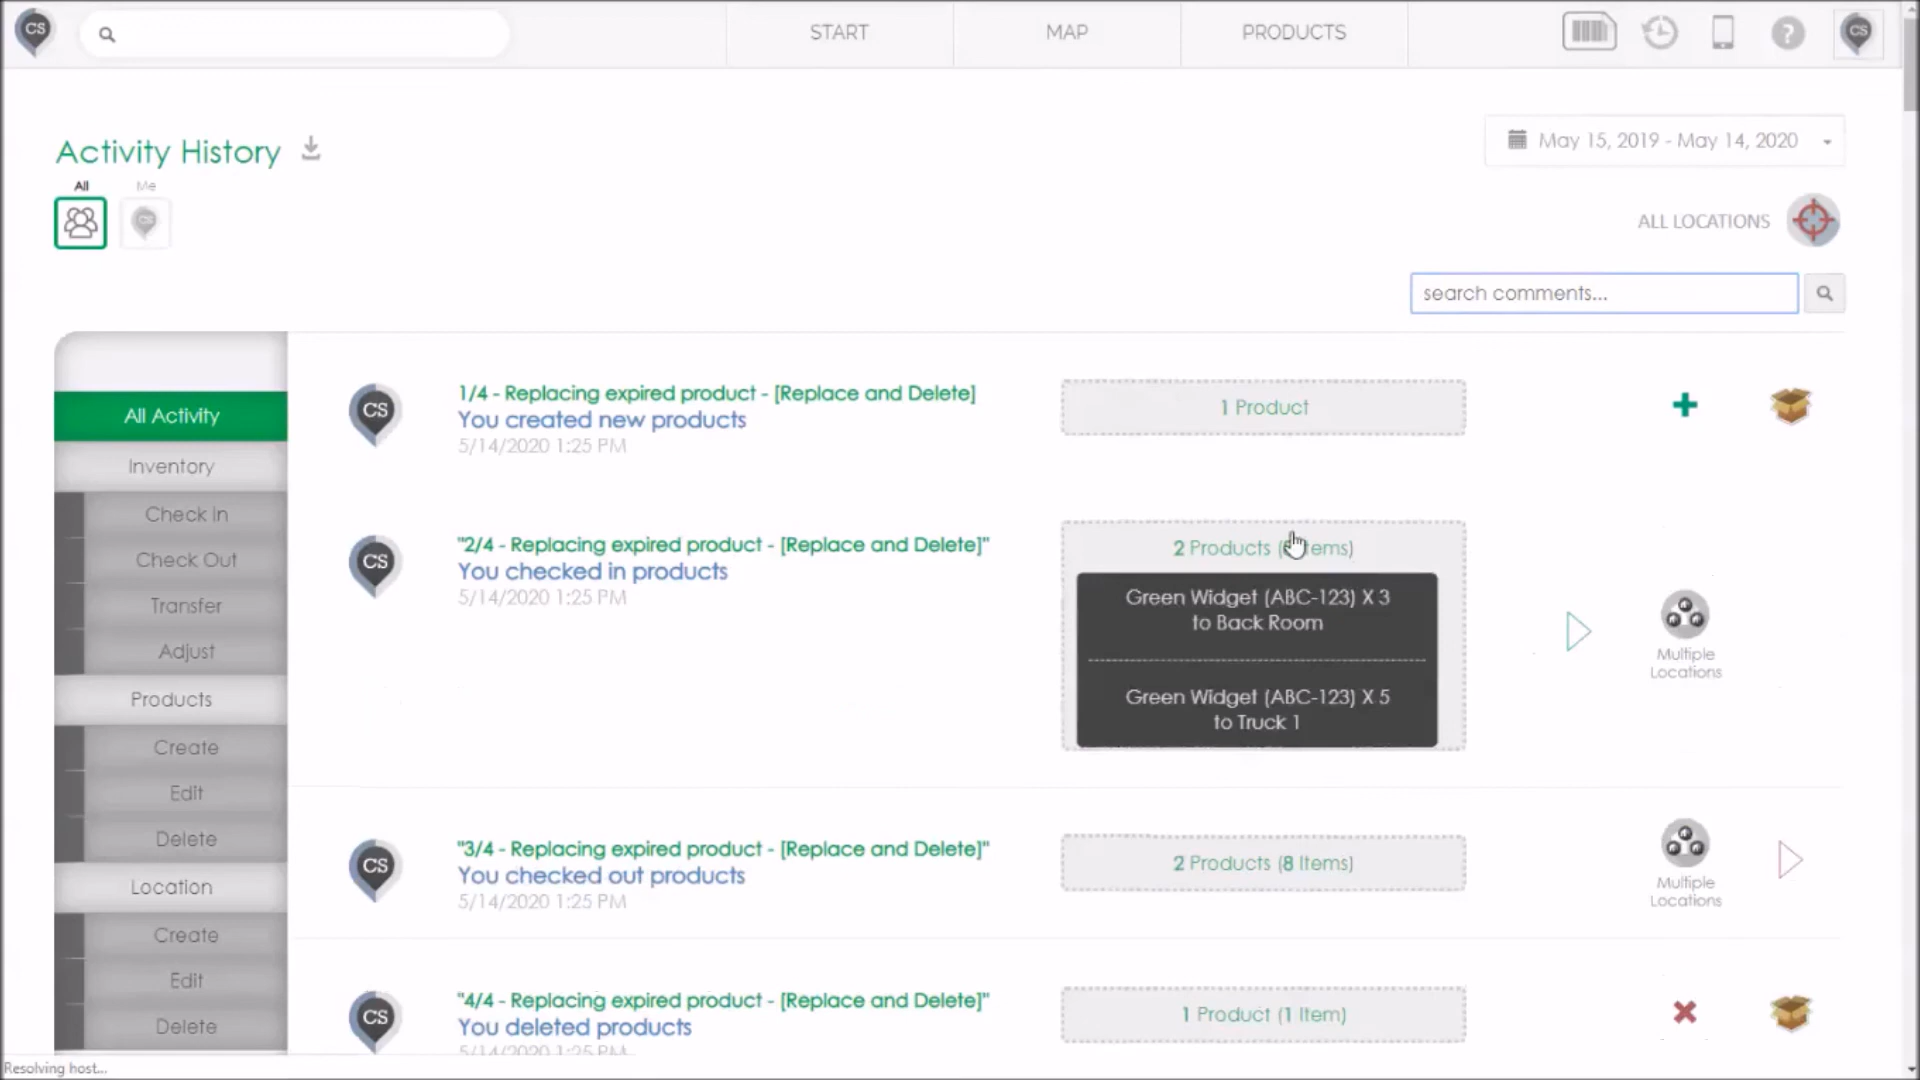 CS
START
MAP
PRODUCTS
?
CS
Activity History
May 15, 2019 - May 14, 2020
All
Me
ALL LOCATIONS
search comments...
All Activity
Inventory
Check In
Check Out
Transfer
Adjust
Products
Create
Edit
Delete
Location
Create
Edit
Delete
CS
1/4 - Replacing expired product - [Replace and Delete]
You created new products
5/14/2020 1:25 PM
1 Product
CS
"2/4 - Replacing expired product - [Replace and Delete]"
You checked in products
5/14/2020 1:25 PM
2 Products ( Items)
Green Widget (ABC-123) X 3
to Back Room
Green Widget (ABC-123) X 5
to Truck 1
Multiple
Locations
CS
"3/4 - Replacing expired product - [Replace and Delete]"
You checked out products
5/14/2020 1:25 PM
2 Products (8 Items)
Multiple
Locations
CS
"4/4 - Replacing expired product - [Replace and Delete]"
You deleted products
5/14/2020 1:25 PM
1 Product (1 Item)
Resolving host...